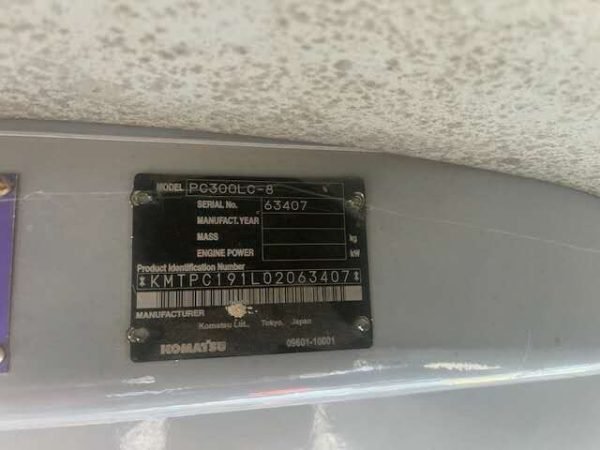 MODEL PC300LC-8
SERIAL No. 63407
MANUFACT. YEAR
MASS kg
ENGINE POWER kW
Product Identification Number
*KMTPC191L02063407*
MANUFACTURER
Komatsu Ltd., Tokyo, Japan
KOMATSU 09601-10001